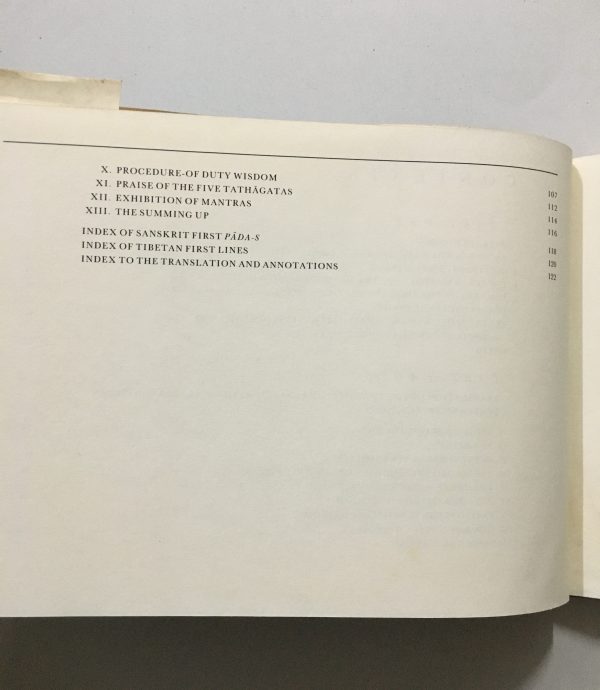 X. PROCEDURE-OF DUTY WISDOM 107
XI. PRAISE OF THE FIVE TATHĀGATAS 112
XII. EXHIBITION OF MANTRAS 114
XIII. THE SUMMING UP 116
INDEX OF SANSKRIT FIRST PĀDA-S 118
INDEX OF TIBETAN FIRST LINES 120
INDEX TO THE TRANSLATION AND ANNOTATIONS 122